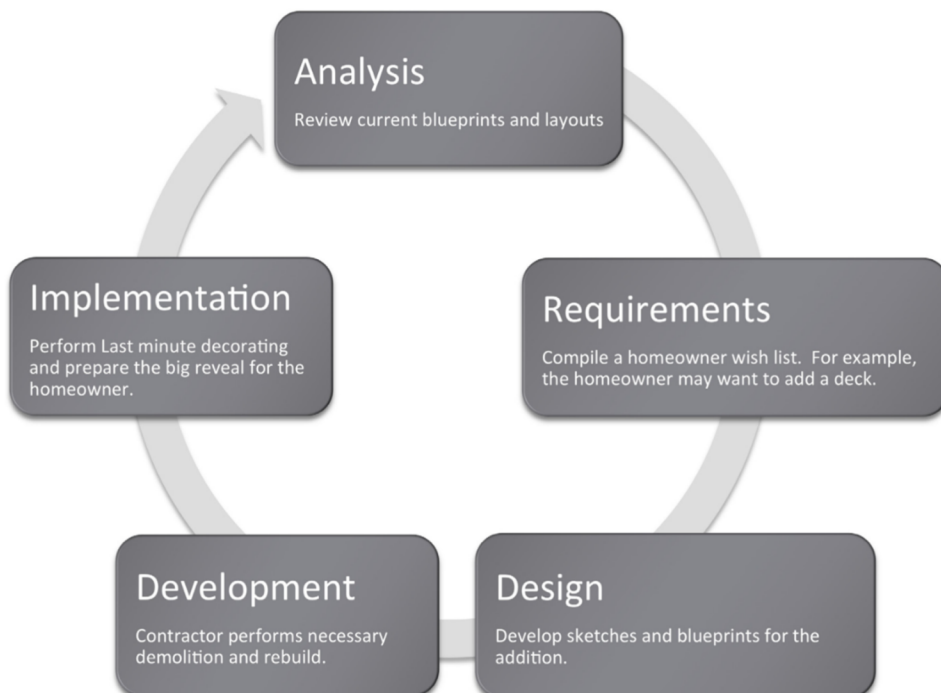 Analysis
Review current blueprints and layouts
Requirements
Compile a homeowner wish list.  For example,
the homeowner may want to add a deck.
Design
Develop sketches and blueprints for the
addition.
Development
Contractor performs necessary
demolition and rebuild.
Implementation
Perform Last minute decorating
and prepare the big reveal for the
homeowner.